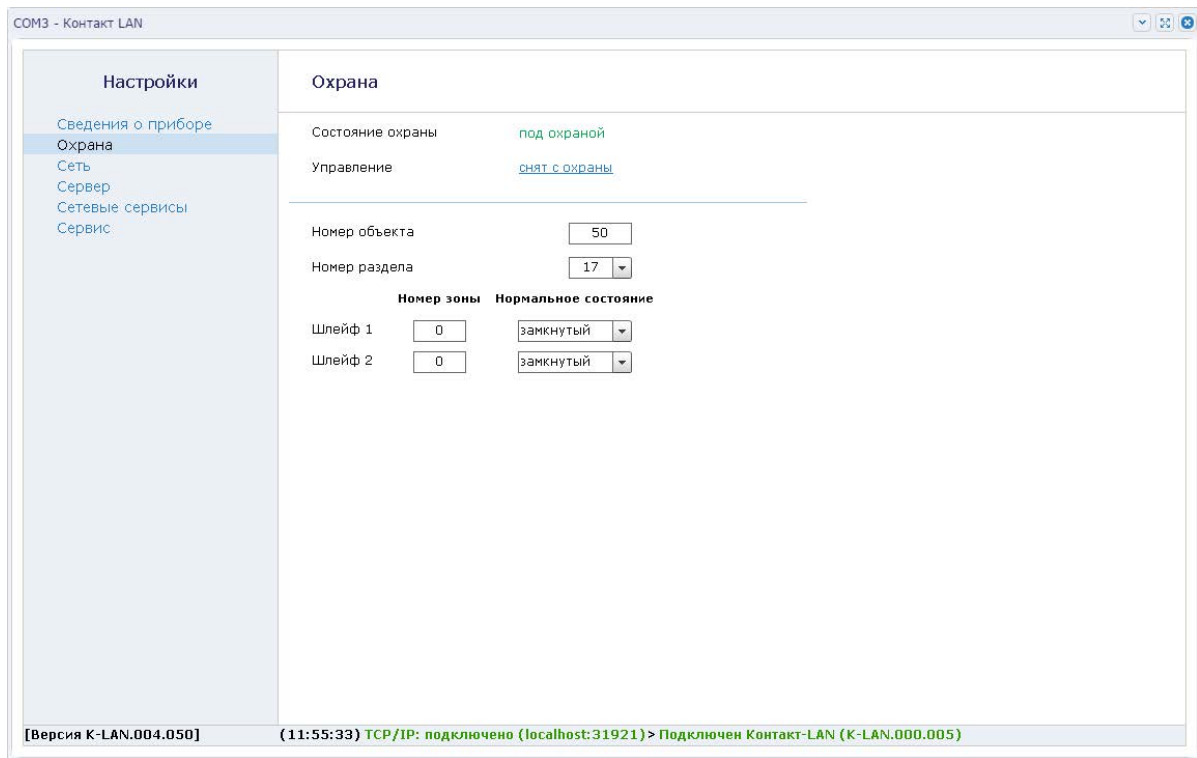 COM3 - Контакт LAN
Настройки
Сведения о приборе
Охрана
Сеть
Сервер
Сетевые сервисы
Сервис
Охрана
Состояние охраны под охраной
Управление снят с охраны
Номер объекта 50
Номер раздела 17
Номер зоны Нормальное состояние
Шлейф 1 0 замкнутый
Шлейф 2 0 замкнутый
[Версия K-LAN.004.050] (11:55:33) TCP/IP: подключено (localhost:31921)> Подключен Контакт-LAN (K-LAN.000.005)